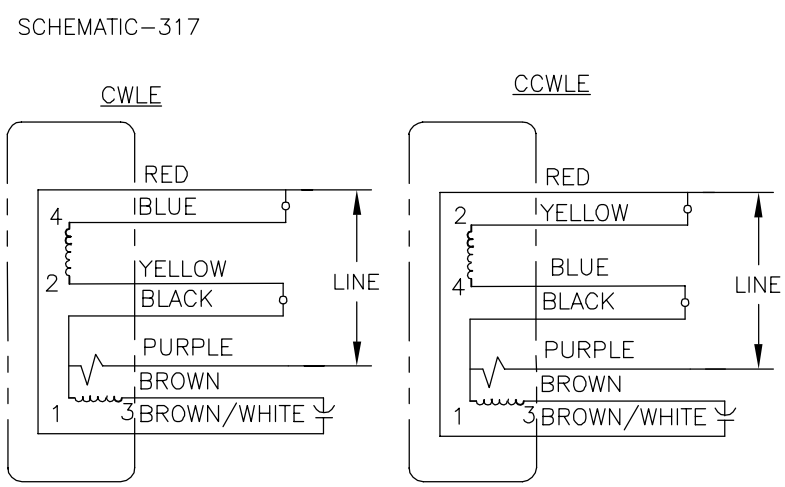 SCHEMATIC-317
CWLE
RED
BLUE
4
YELLOW
2
BLACK
LINE
PURPLE
BROWN
1
3
BROWN/WHITE
CCWLE
RED
2
YELLOW
BLUE
4
BLACK
LINE
PURPLE
BROWN
1
3
BROWN/WHITE